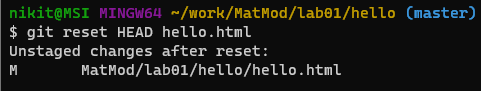 nikit@MSI MINGW64 ~/work/MatMod/lab01/hello (master)
$ git reset HEAD hello.html
Unstaged changes after reset:
M       MatMod/lab01/hello/hello.html